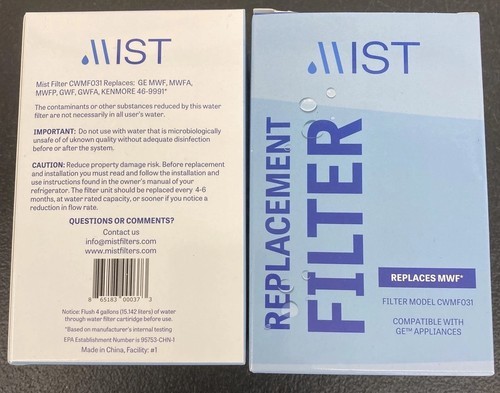 MIST
Mist Filter CWMF031 Replaces: GE MWF, MWFA,
MWFP, GWF, GWFA, KENMORE 46-9991*
The contaminants or other substances reduced by this water
filter are not necessarily in all user's water.
IMPORTANT: Do not use with water that is microbiologically
unsafe of of uknown quality without adequate disinfection
before or after the system.
CAUTION: Reduce property damage risk. Before replacement
and installation you must read and follow the installation and
use instructions found in the owner's manual of your
refrigerator. The filter unit should be replaced every 4-6
months, at water rated capacity, or sooner if you notice a
reduction in flow rate.
QUESTIONS OR COMMENTS?
Contact us
info@mistfilters.com
www.mistfilters.com
8 65183 00037 3
Notice: Flush 4 gallons (15.142 liters) of water
through water filter cartridge before use.
*Based on manufacturer's internal testing
EPA Establishment Number is 95753-CHN-1
Made in China, Facility: #1
MIST
REPLACEMENT
FILTER
REPLACES MWF*
FILTER MODEL CWMF031
COMPATIBLE WITH
GE™ APPLIANCES